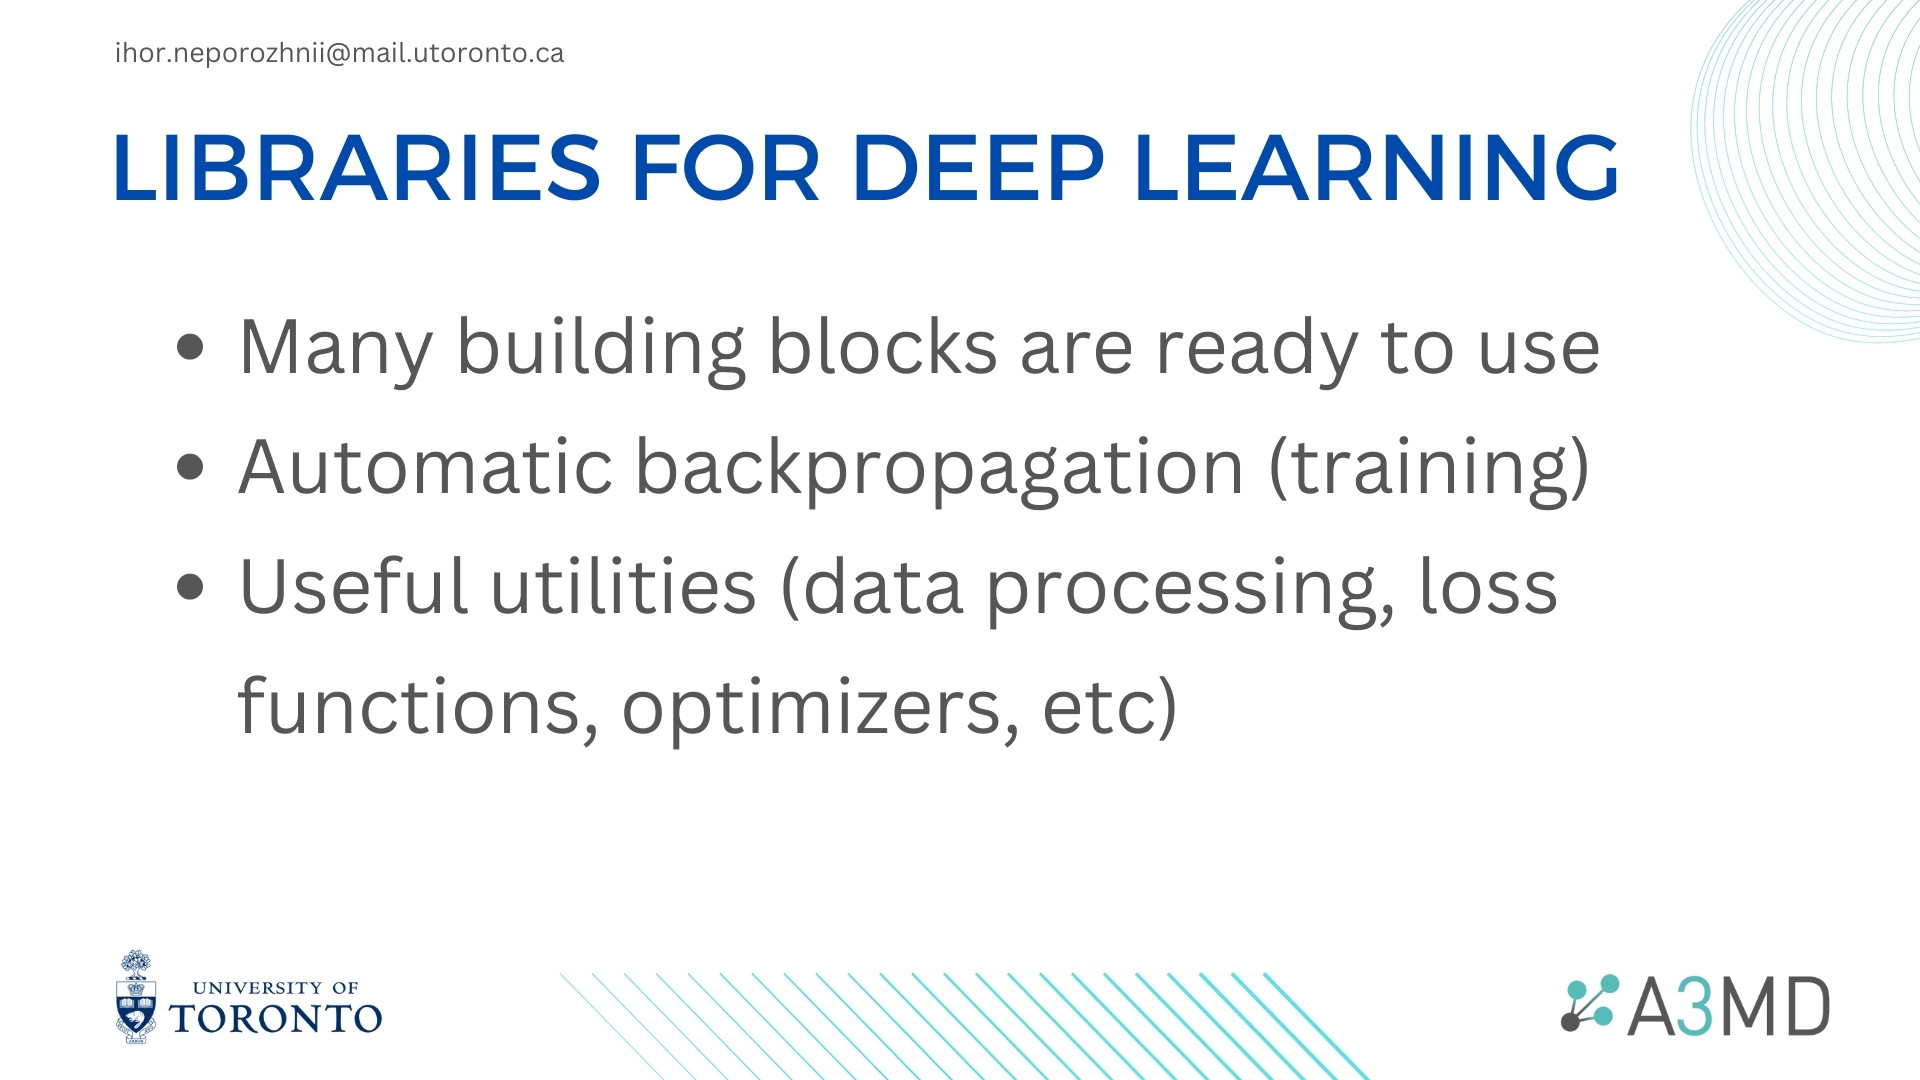 ihor.neporozhnii@mail.utoronto.ca
LIBRARIES FOR DEEP LEARNING
• Many building blocks are ready to use
• Automatic backpropagation (training)
• Useful utilities (data processing, loss
functions, optimizers, etc)
UNIVERSITY OF
TORONTO
A3MD